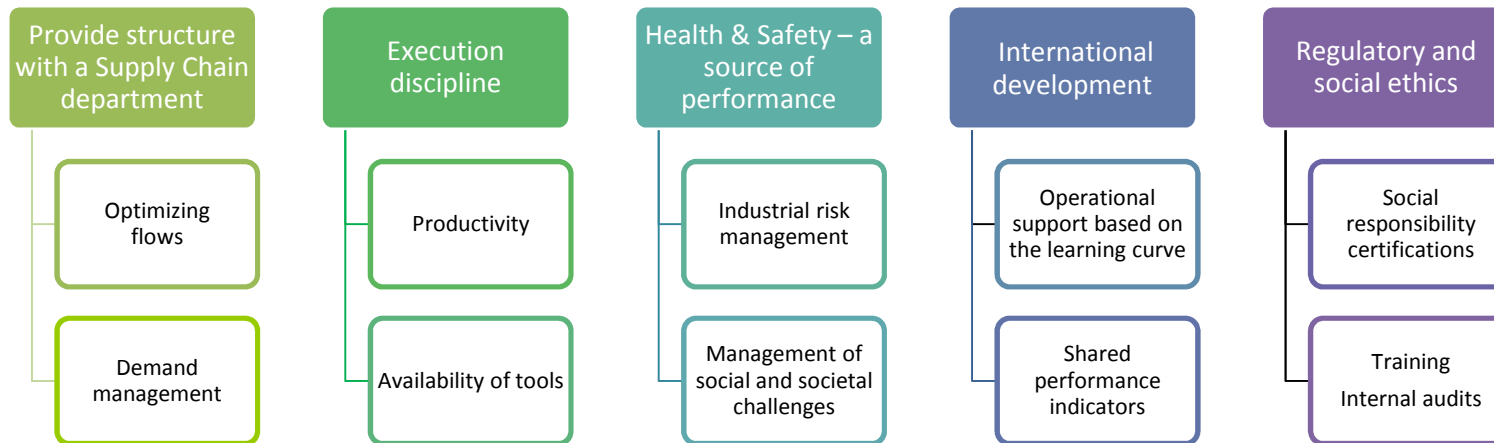 Provide structure
with a Supply Chain
department
Optimizing
flows
Demand
management
Execution
discipline
Productivity
Availability of tools
Health & Safety – a
source of
performance
Industrial risk
management
Management of
social and societal
challenges
International
development
Operational
support based on
the learning curve
Shared
performance
indicators
Regulatory and
social ethics
Social
responsibility
certifications
Training
Internal audits